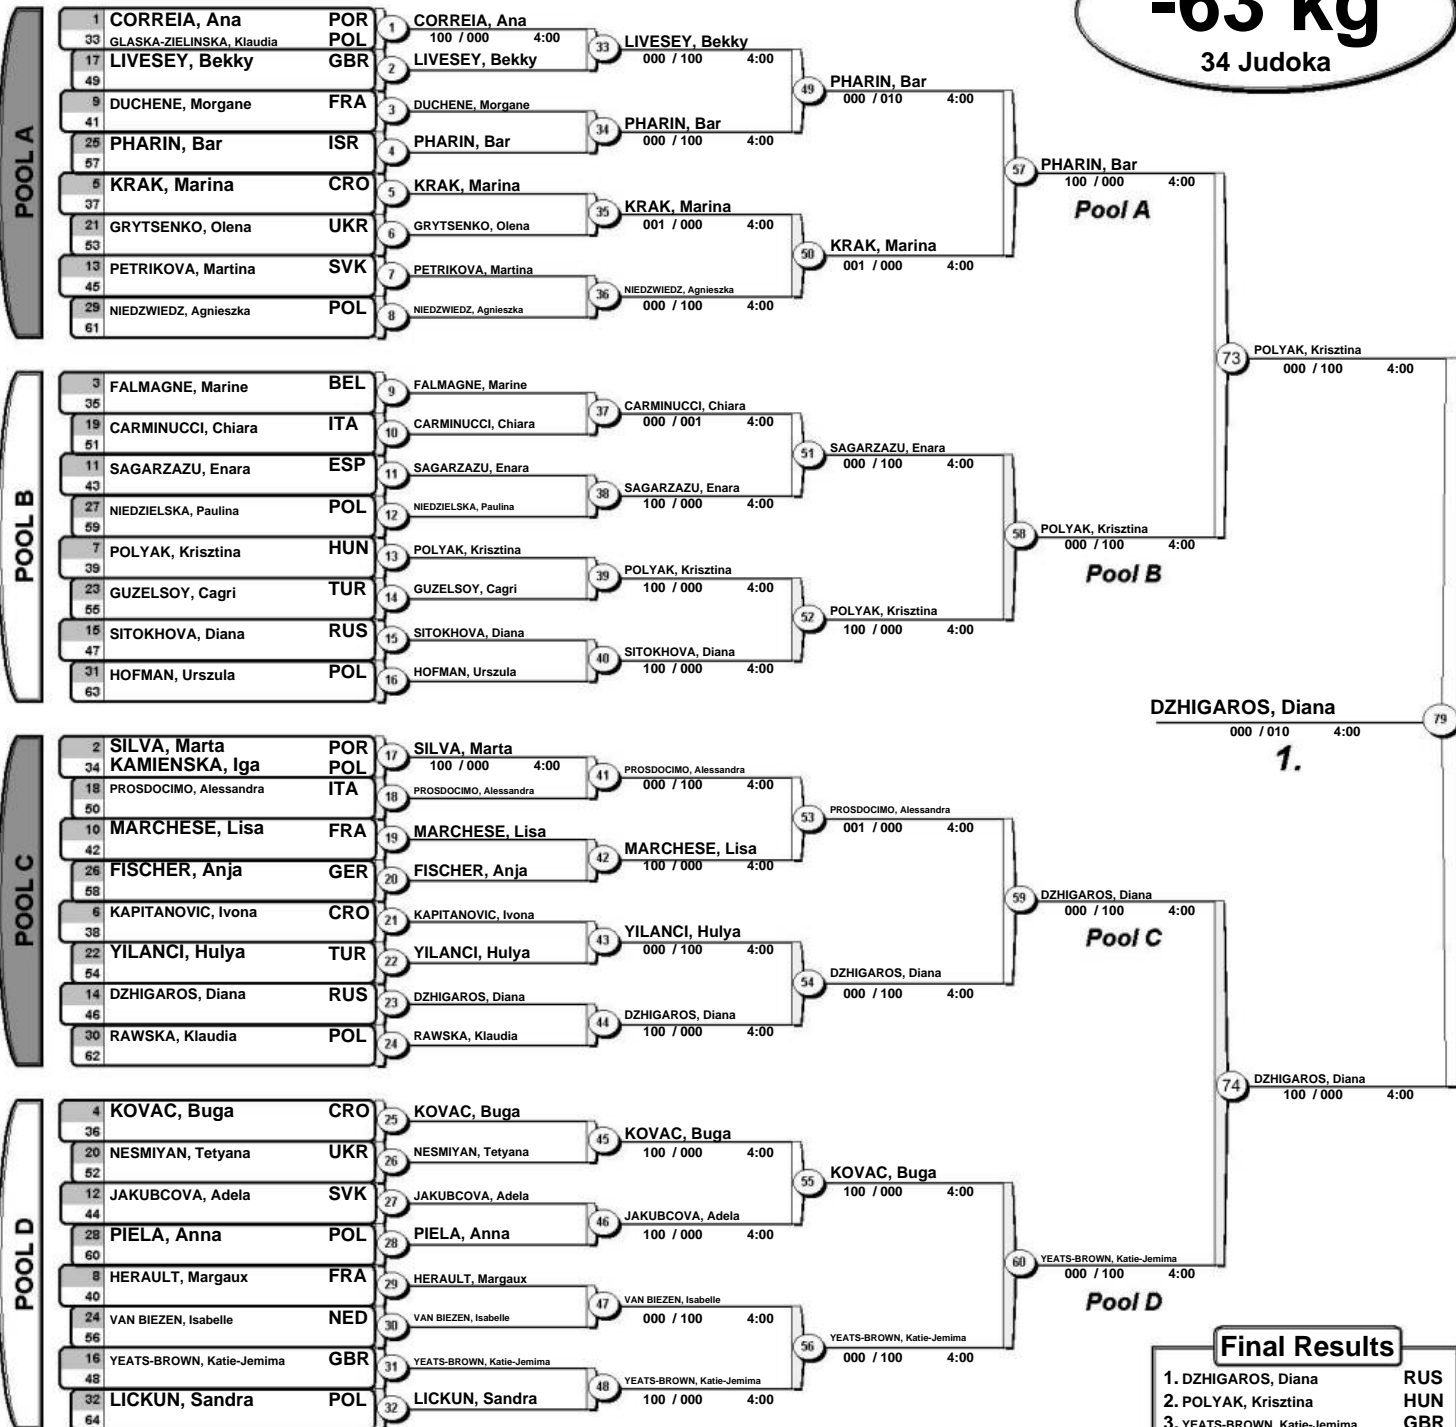 -63 kg
34 Judoka
POOL A
1 CORREIA, Ana POR
33 GLASKA-ZIELINSKA, Klaudia POL
17 LIVESEY, Bekky GBR
49
9 DUCHENE, Morgane FRA
41
25 PHARIN, Bar ISR
57
5 KRAK, Marina CRO
37
21 GRYTSENKO, Olena UKR
53
13 PETRIKOVA, Martina SVK
45
29 NIEDZWIEDZ, Agnieszka POL
61
1 CORREIA, Ana
100 / 000 4:00
2 LIVESEY, Bekky
3 DUCHENE, Morgane
4 PHARIN, Bar
5 KRAK, Marina
6 GRYTSENKO, Olena
7 PETRIKOVA, Martina
8 NIEDZWIEDZ, Agnieszka
33 LIVESEY, Bekky
000 / 100 4:00
34 PHARIN, Bar
000 / 100 4:00
35 KRAK, Marina
001 / 000 4:00
36 NIEDZWIEDZ, Agnieszka
000 / 100 4:00
49 PHARIN, Bar
000 / 010 4:00
50 KRAK, Marina
001 / 000 4:00
57 PHARIN, Bar
100 / 000 4:00
Pool A
POOL B
3 FALMAGNE, Marine BEL
35
19 CARMINUCCI, Chiara ITA
51
11 SAGARZAZU, Enara ESP
43
27 NIEDZIELSKA, Paulina POL
59
7 POLYAK, Krisztina HUN
39
23 GUZELSOY, Cagri TUR
55
15 SITOKHOVA, Diana RUS
47
31 HOFMAN, Urszula POL
63
9 FALMAGNE, Marine
10 CARMINUCCI, Chiara
11 SAGARZAZU, Enara
12 NIEDZIELSKA, Paulina
13 POLYAK, Krisztina
14 GUZELSOY, Cagri
15 SITOKHOVA, Diana
16 HOFMAN, Urszula
37 CARMINUCCI, Chiara
000 / 001 4:00
38 SAGARZAZU, Enara
100 / 000 4:00
39 POLYAK, Krisztina
100 / 000 4:00
40 SITOKHOVA, Diana
100 / 000 4:00
51 SAGARZAZU, Enara
000 / 100 4:00
52 POLYAK, Krisztina
100 / 000 4:00
58 POLYAK, Krisztina
000 / 100 4:00
Pool B
73 POLYAK, Krisztina
000 / 100 4:00
DZHIGAROS, Diana 79
000 / 010 4:00
1.
POOL C
2 SILVA, Marta POR
34 KAMIENSKA, Iga POL
18 PROSDOCIMO, Alessandra ITA
50
10 MARCHESE, Lisa FRA
42
26 FISCHER, Anja GER
58
6 KAPITANOVIC, Ivona CRO
38
22 YILANCI, Hulya TUR
54
14 DZHIGAROS, Diana RUS
46
30 RAWSKA, Klaudia POL
62
17 SILVA, Marta
100 / 000 4:00
18 PROSDOCIMO, Alessandra
19 MARCHESE, Lisa
20 FISCHER, Anja
21 KAPITANOVIC, Ivona
22 YILANCI, Hulya
23 DZHIGAROS, Diana
24 RAWSKA, Klaudia
41 PROSDOCIMO, Alessandra
000 / 100 4:00
42 MARCHESE, Lisa
100 / 000 4:00
43 YILANCI, Hulya
000 / 100 4:00
44 DZHIGAROS, Diana
100 / 000 4:00
53 PROSDOCIMO, Alessandra
001 / 000 4:00
54 DZHIGAROS, Diana
000 / 100 4:00
59 DZHIGAROS, Diana
000 / 100 4:00
Pool C
74 DZHIGAROS, Diana
100 / 000 4:00
POOL D
4 KOVAC, Buga CRO
36
20 NESMIYAN, Tetyana UKR
52
12 JAKUBCOVA, Adela SVK
44
28 PIELA, Anna POL
60
8 HERAULT, Margaux FRA
40
24 VAN BIEZEN, Isabelle NED
56
16 YEATS-BROWN, Katie-Jemima GBR
48
32 LICKUN, Sandra POL
64
25 KOVAC, Buga
26 NESMIYAN, Tetyana
27 JAKUBCOVA, Adela
28 PIELA, Anna
29 HERAULT, Margaux
30 VAN BIEZEN, Isabelle
31 YEATS-BROWN, Katie-Jemima
32 LICKUN, Sandra
45 KOVAC, Buga
100 / 000 4:00
46 JAKUBCOVA, Adela
100 / 000 4:00
47 VAN BIEZEN, Isabelle
000 / 100 4:00
48 YEATS-BROWN, Katie-Jemima
100 / 000 4:00
55 KOVAC, Buga
100 / 000 4:00
56 YEATS-BROWN, Katie-Jemima
000 / 100 4:00
60 YEATS-BROWN, Katie-Jemima
000 / 100 4:00
Pool D
Final Results
1. DZHIGAROS, Diana RUS
2. POLYAK, Krisztina HUN
3. YEATS-BROWN, Katie-Jemima GBR